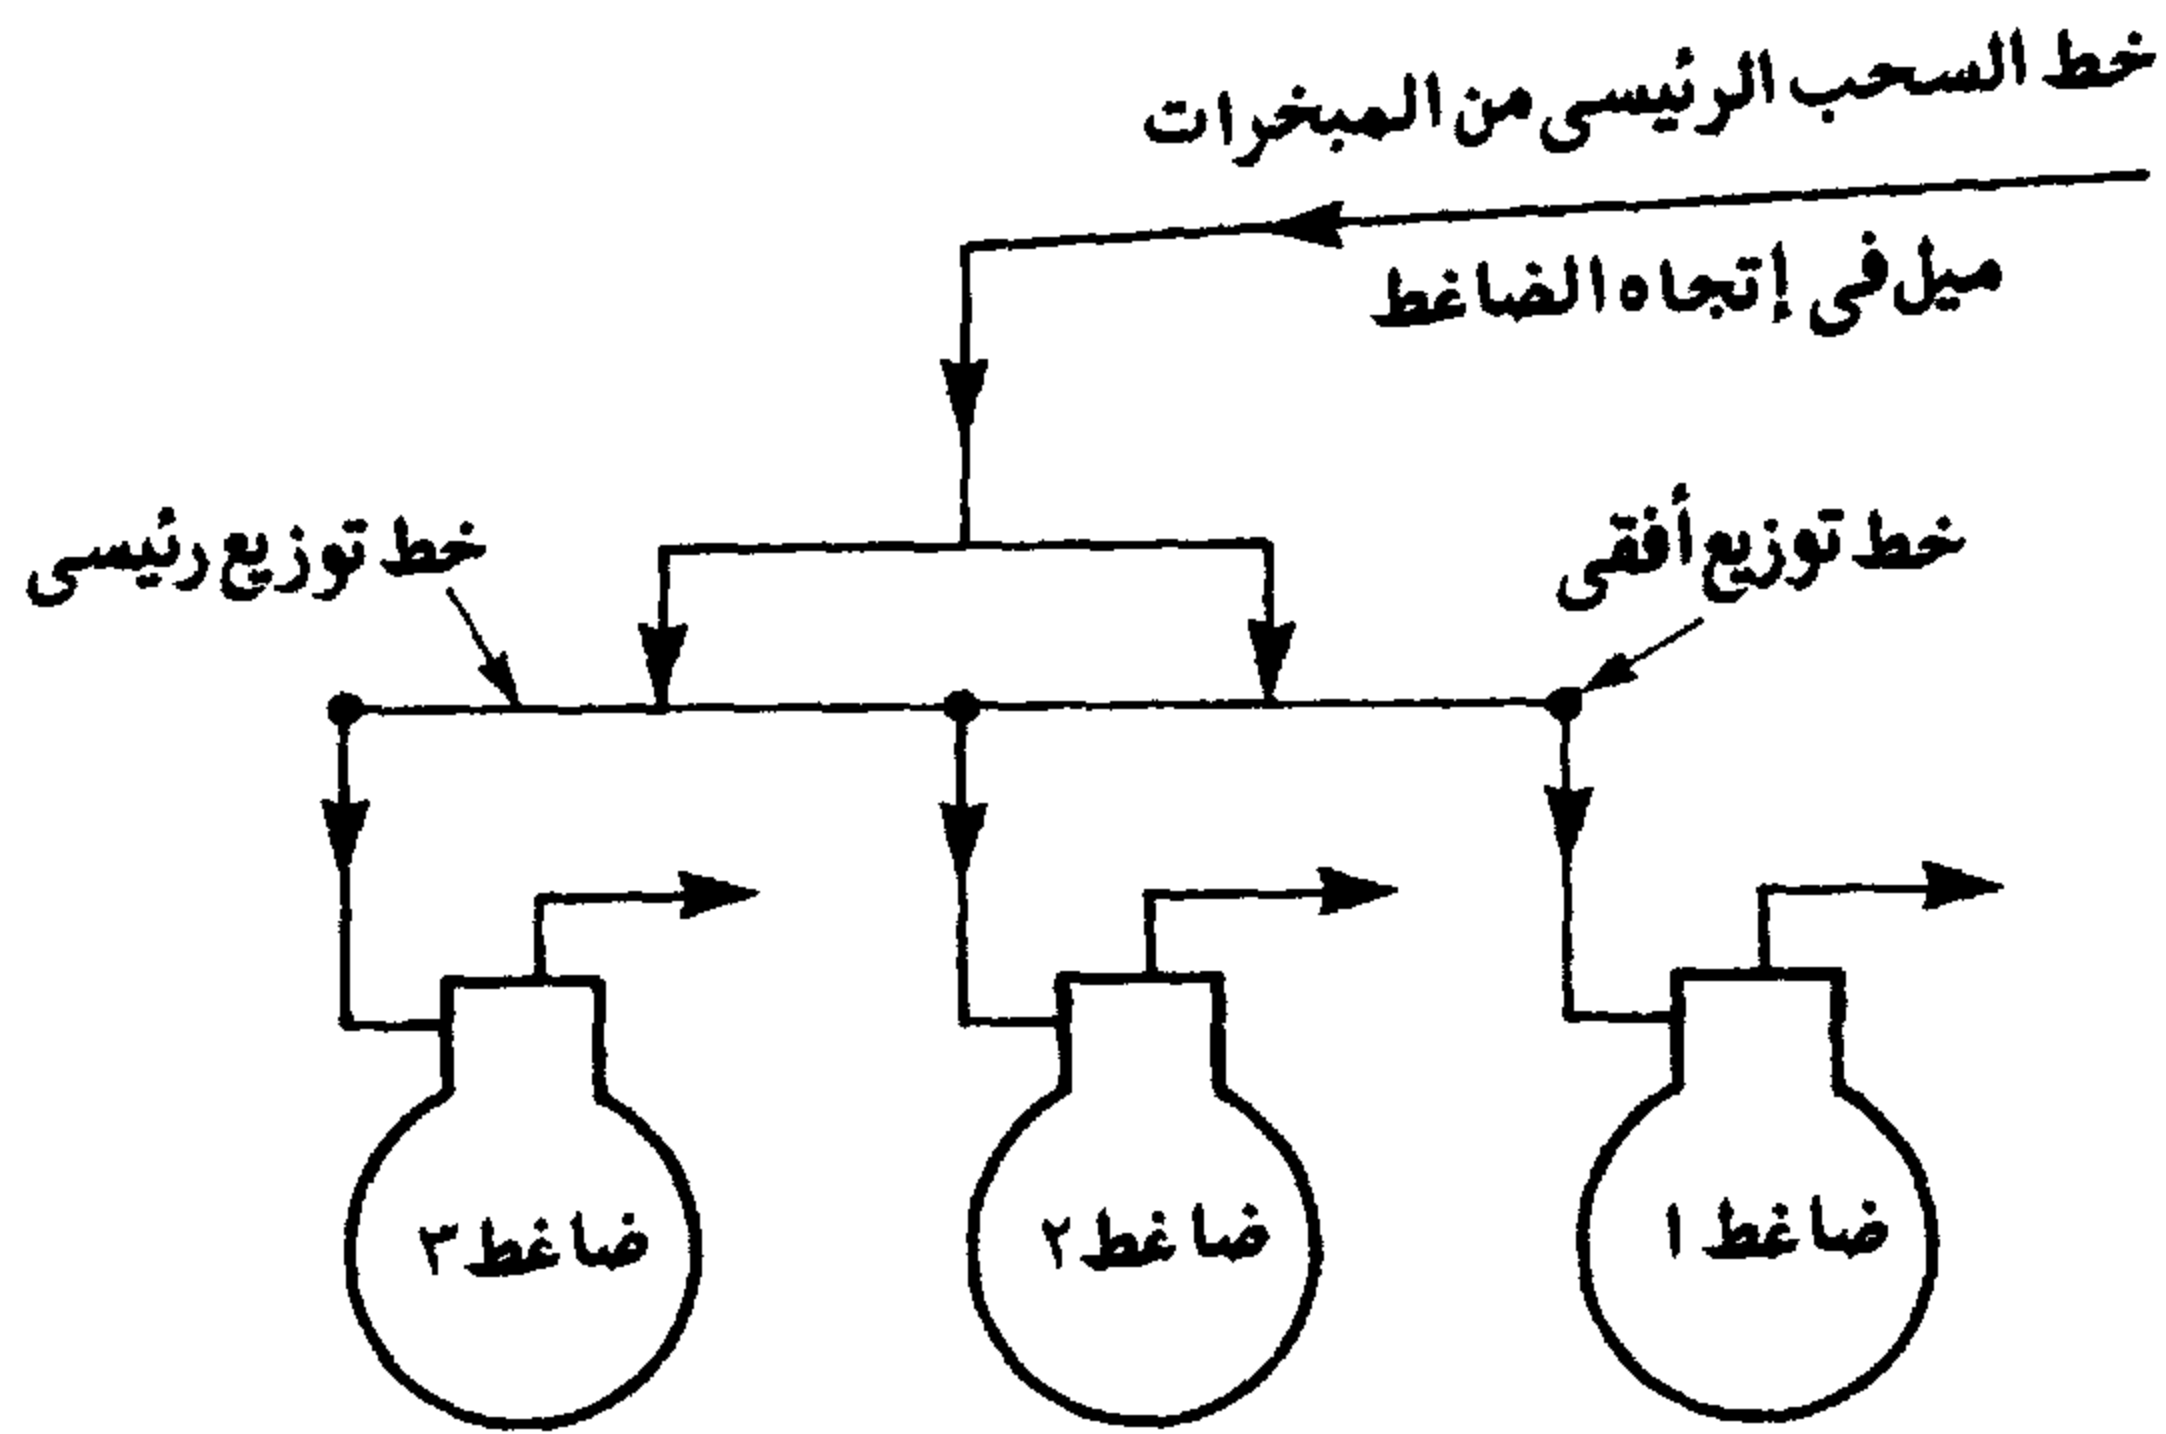 خط السحب الرئيسى من المبخرات
ميل فى إتجاه الضاغط
خط توزيع أفقى
خط توزيع رئيسى
ضاغط ١
ضاغط ٢
ضاغط ٣